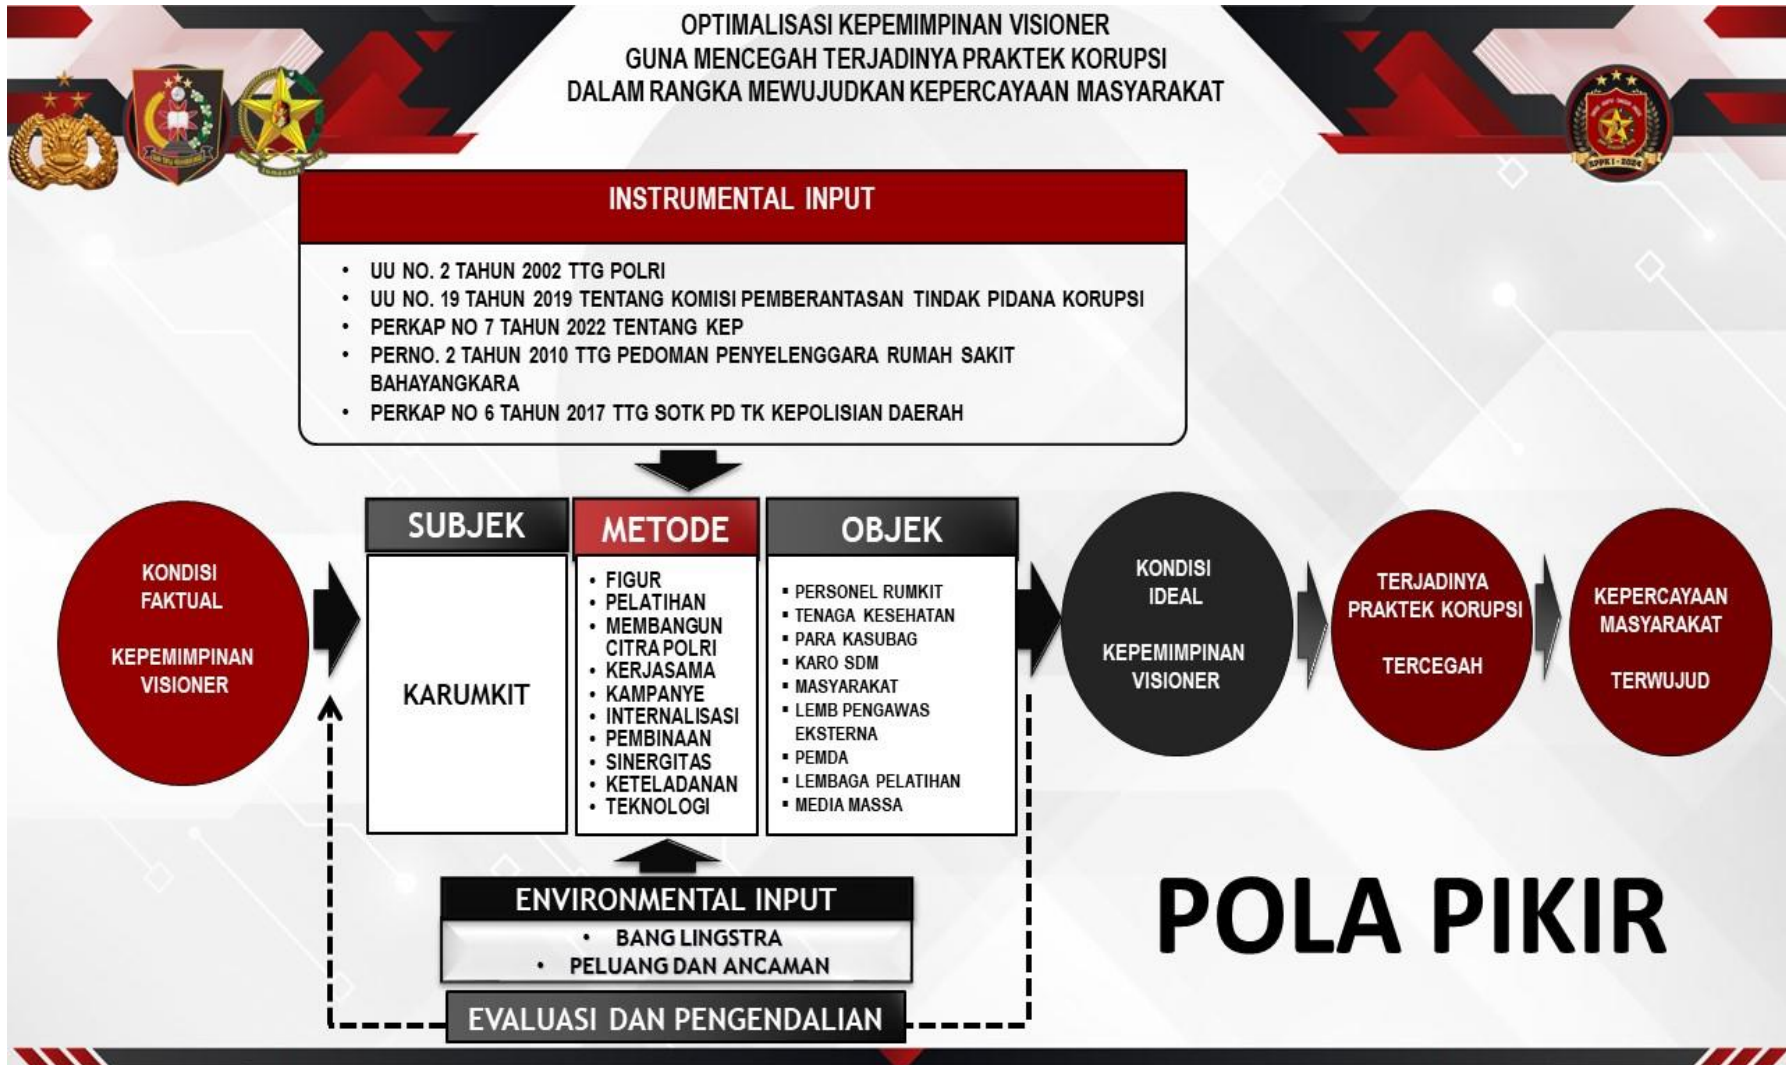 OPTIMALISASI KEPEMIMPINAN VISIONER
GUNA MENCEGAH TERJADINYA PRAKTEK KORUPSI
DALAM RANGKA MEWUJUDKAN KEPERCAYAAN MASYARAKAT
SPPK I - 2024
INSTRUMENTAL INPUT
• UU NO. 2 TAHUN 2002 TTG POLRI
• UU NO. 19 TAHUN 2019 TENTANG KOMISI PEMBERANTASAN TINDAK PIDANA KORUPSI
• PERKAP NO 7 TAHUN 2022 TENTANG KEP
• PERNO. 2 TAHUN 2010 TTG PEDOMAN PENYELENGGARA RUMAH SAKIT
BAHAYANGKARA
• PERKAP NO 6 TAHUN 2017 TTG SOTK PD TK KEPOLISIAN DAERAH
KONDISI
FAKTUAL
KEPEMIMPINAN
VISIONER
SUBJEK
KARUMKIT
METODE
• FIGUR
• PELATIHAN
• MEMBANGUN
CITRA POLRI
• KERJASAMA
• KAMPANYE
• INTERNALISASI
• PEMBINAAN
• SINERGITAS
• KETELADANAN
• TEKNOLOGI
OBJEK
▪ PERSONEL RUMKIT
▪ TENAGA KESEHATAN
▪ PARA KASUBAG
▪ KARO SDM
▪ MASYARAKAT
▪ LEMB PENGAWAS
EKSTERNA
▪ PEMDA
▪ LEMBAGA PELATIHAN
▪ MEDIA MASSA
KONDISI
IDEAL
KEPEMIMPINAN
VISIONER
TERJADINYA
PRAKTEK KORUPSI
TERCEGAH
KEPERCAYAAN
MASYARAKAT
TERWUJUD
ENVIRONMENTAL INPUT
• BANG LINGSTRA
• PELUANG DAN ANCAMAN
EVALUASI DAN PENGENDALIAN
POLA PIKIR